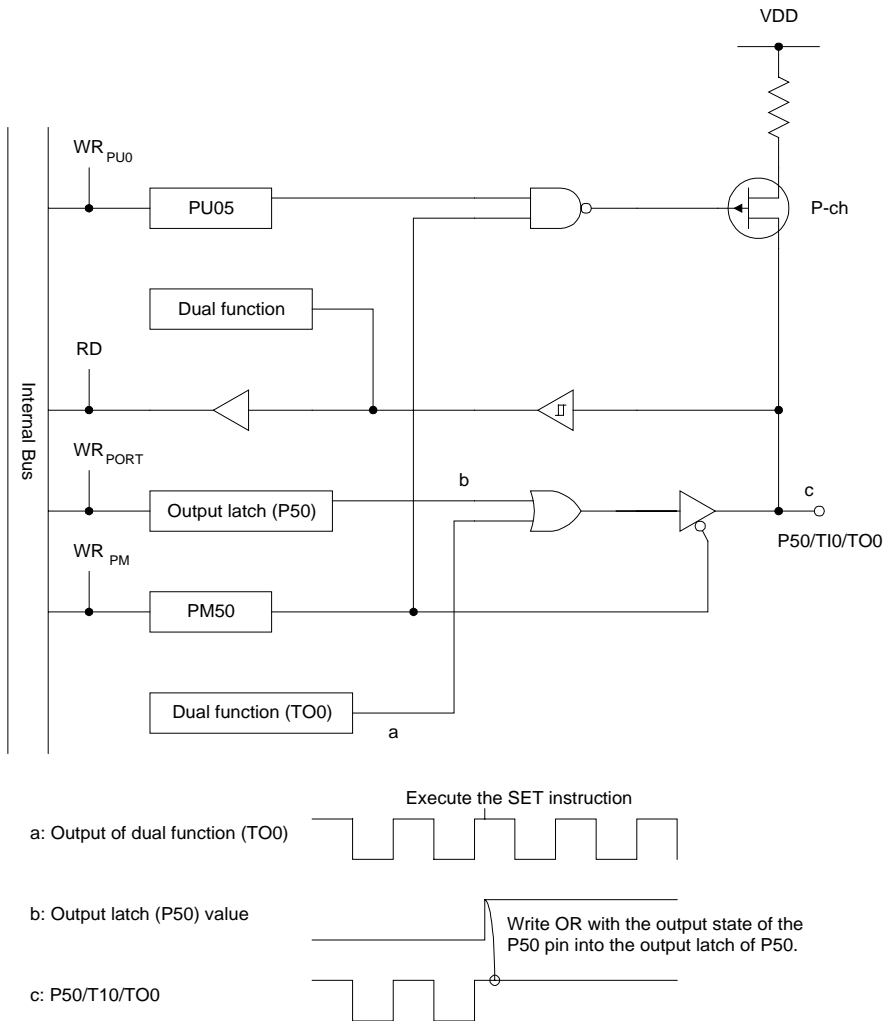 VDD
WR PU0
PU05
P-ch
Dual function
RD
Internal Bus
WR PORT
b
c
Output latch (P50)
P50/TI0/TO0
WR PM
PM50
Dual function (TO0)
a
Execute the SET instruction
a: Output of dual function (TO0)
b: Output latch (P50) value
Write OR with the output state of the
P50 pin into the output latch of P50.
c: P50/T10/TO0